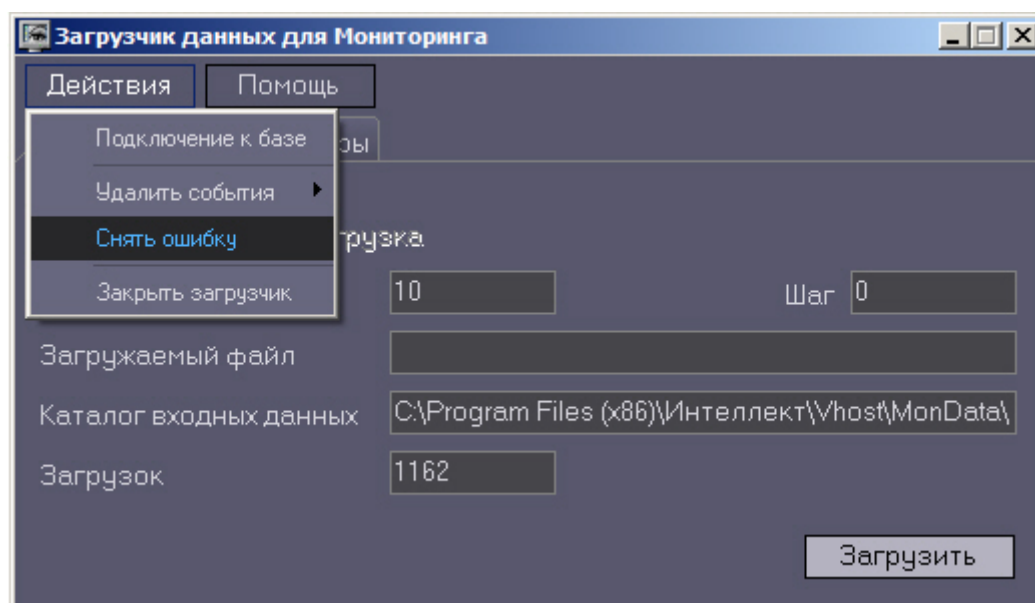 Загрузчик данных для Мониторинга
Действия Помощь
Подключение к базе
Удалить события
Снять ошибку
Закрыть загрузчик
10 Шаг 0
Загружаемый файл
Каталог входных данных C:\Program Files (x86)\Интеллект\Vhost\MonData\
Загрузок 1162
Загрузить